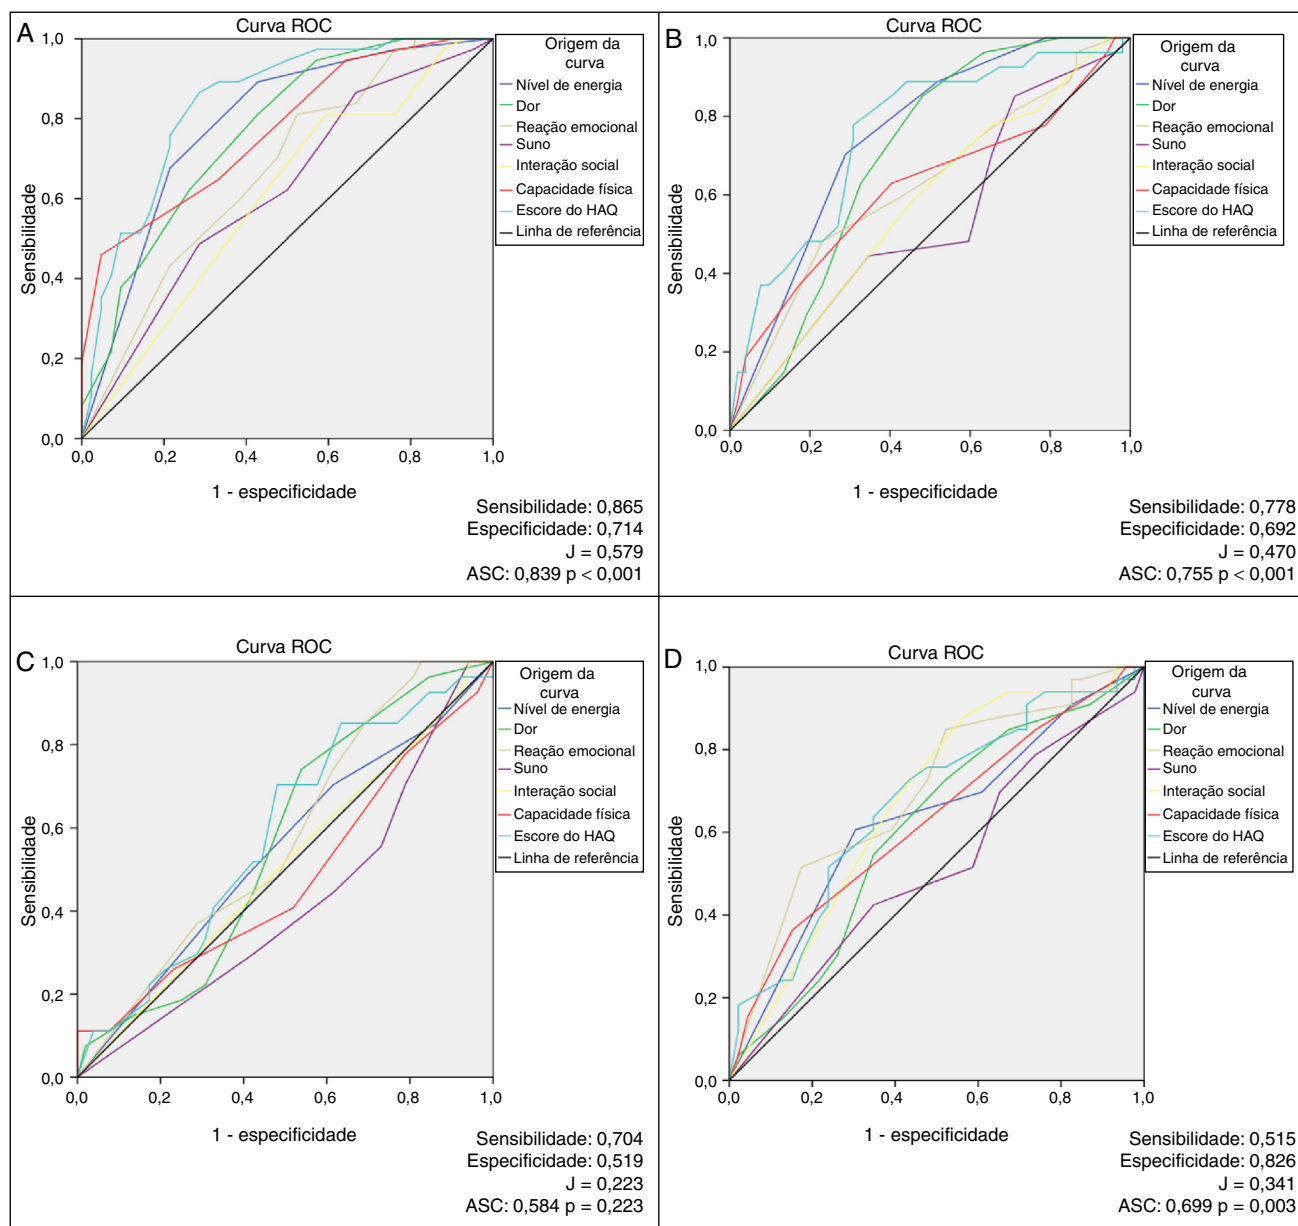 A
Curva ROC
Origem da
curva
Nível de energia
Dor
Reação emocional
Suno
Interação social
Capacidade física
Escore do HAQ
Linha de referência
Sensibilidade
1,0
0,8
0,6
0,4
0,2
0,0
0,0 0,2 0,4 0,6 0,8 1,0
1 - especificidade
Sensibilidade: 0,865
Especificidade: 0,714
J = 0,579
ASC: 0,839 p < 0,001
B
Curva ROC
Origem da
curva
Nível de energia
Dor
Reação emocional
Suno
Interação social
Capacidade física
Escore do HAQ
Linha de referência
Sensibilidade
1,0
0,8
0,6
0,4
0,2
0,0
0,0 0,2 0,4 0,6 0,8 1,0
1 - especificidade
Sensibilidade: 0,778
Especificidade: 0,692
J = 0,470
ASC: 0,755 p < 0,001
C
Curva ROC
Origem da
curva
Nível de energia
Dor
Reação emocional
Suno
Interação social
Capacidade física
Escore do HAQ
Linha de referência
Sensibilidade
1,0
0,8
0,6
0,4
0,2
0,0
0,0 0,2 0,4 0,6 0,8 1,0
1 - especificidade
Sensibilidade: 0,704
Especificidade: 0,519
J = 0,223
ASC: 0,584 p = 0,223
D
Curva ROC
Origem da
curva
Nível de energia
Dor
Reação emocional
Suno
Interação social
Capacidade física
Escore do HAQ
Linha de referência
Sensibilidade
1,0
0,8
0,6
0,4
0,2
0,0
0,0 0,2 0,4 0,6 0,8 1,0
1 - especificidade
Sensibilidade: 0,515
Especificidade: 0,826
J = 0,341
ASC: 0,699 p = 0,003